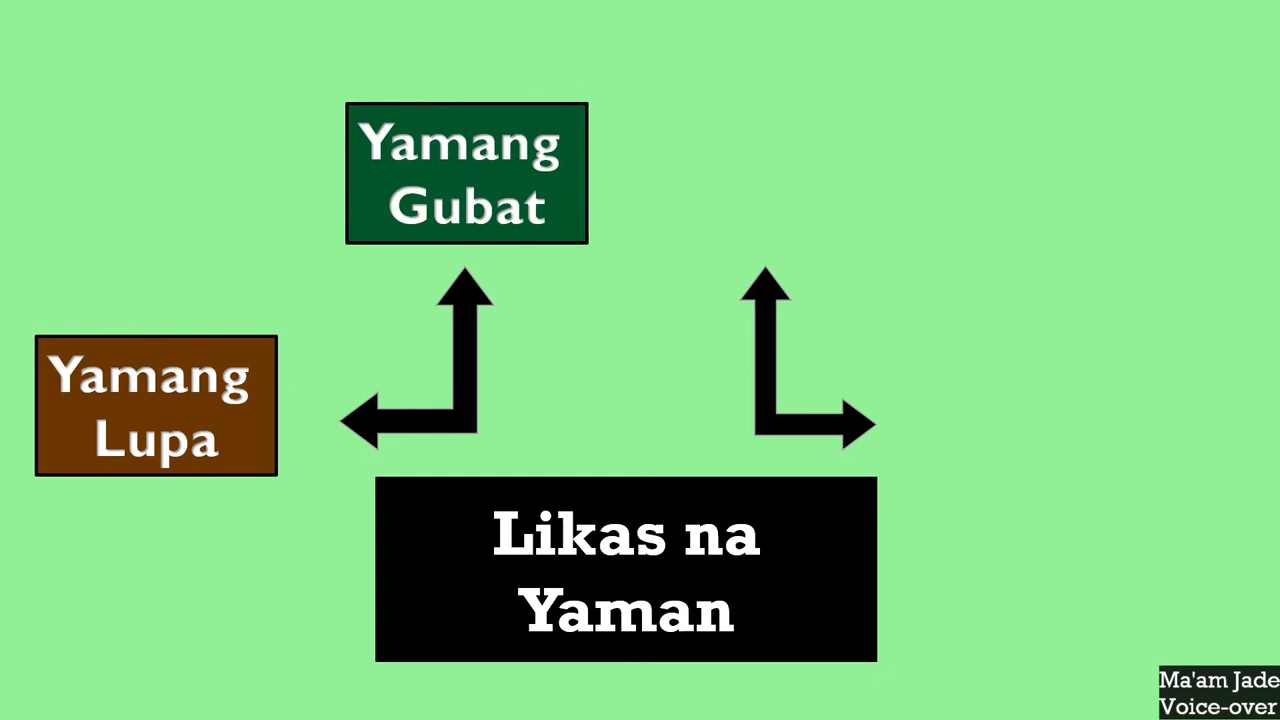 Yamang
Gubat
Yamang
Lupa
Likas na
Yaman
Ma'am Jade
Voice-over